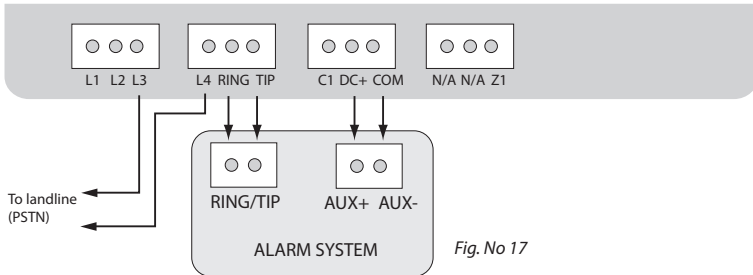 L1 L2 L3 L4 RING TIP C1 DC+ COM N/A N/A Z1
To landline
(PSTN)
RING/TIP AUX+ AUX-
ALARM SYSTEM
Fig. No 17